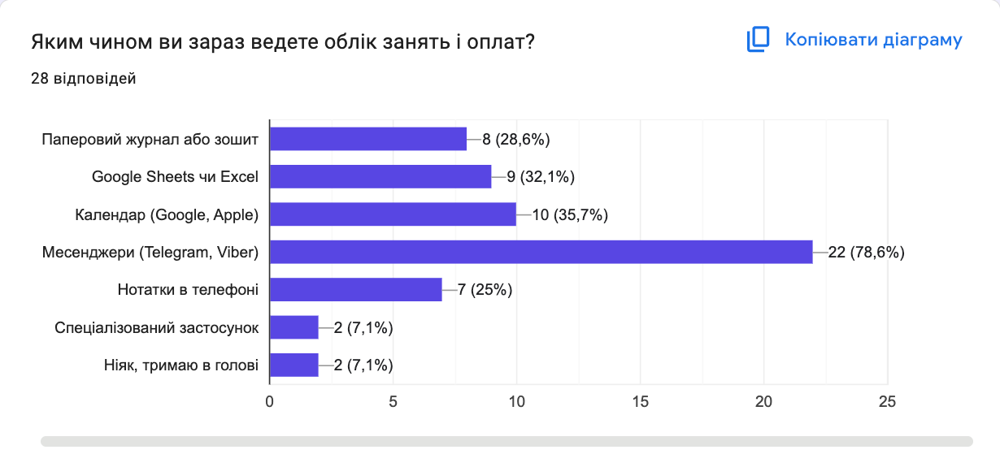 Яким чином ви зараз ведете облік занять і оплат?
Копіювати діаграму
28 відповідей
Паперовий журнал або зошит 8 (28,6%)
Google Sheets чи Excel 9 (32,1%)
Календар (Google, Apple) 10 (35,7%)
Месенджери (Telegram, Viber) 22 (78,6%)
Нотатки в телефоні 7 (25%)
Спеціалізований застосунок 2 (7,1%)
Ніяк, тримаю в голові 2 (7,1%)
0 5 10 15 20 25